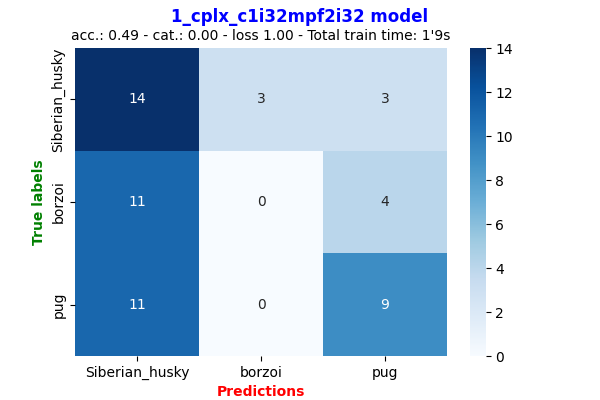 1_cplx_c1i32mpf2i32 model
acc.: 0.49 - cat.: 0.00 - loss 1.00 - Total train time: 1'9s
True labels
Siberian_husky
14
3
3
borzoi
11
0
4
pug
11
0
9
Siberian_husky
borzoi
pug
Predictions
14
12
10
8
6
4
2
0